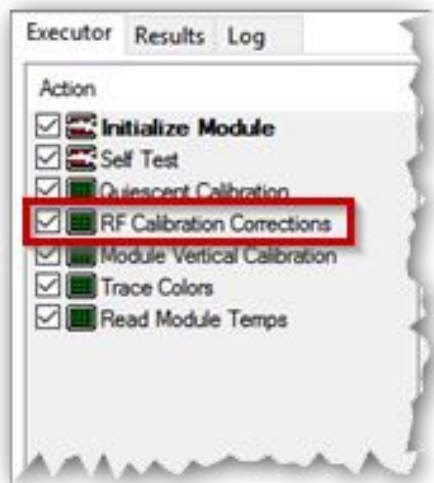 Executor Results Log
Action
Initialize Module
Self Test
Quiescent Calibration
RF Calibration Corrections
Module Vertical Calibration
Trace Colors
Read Module Temps